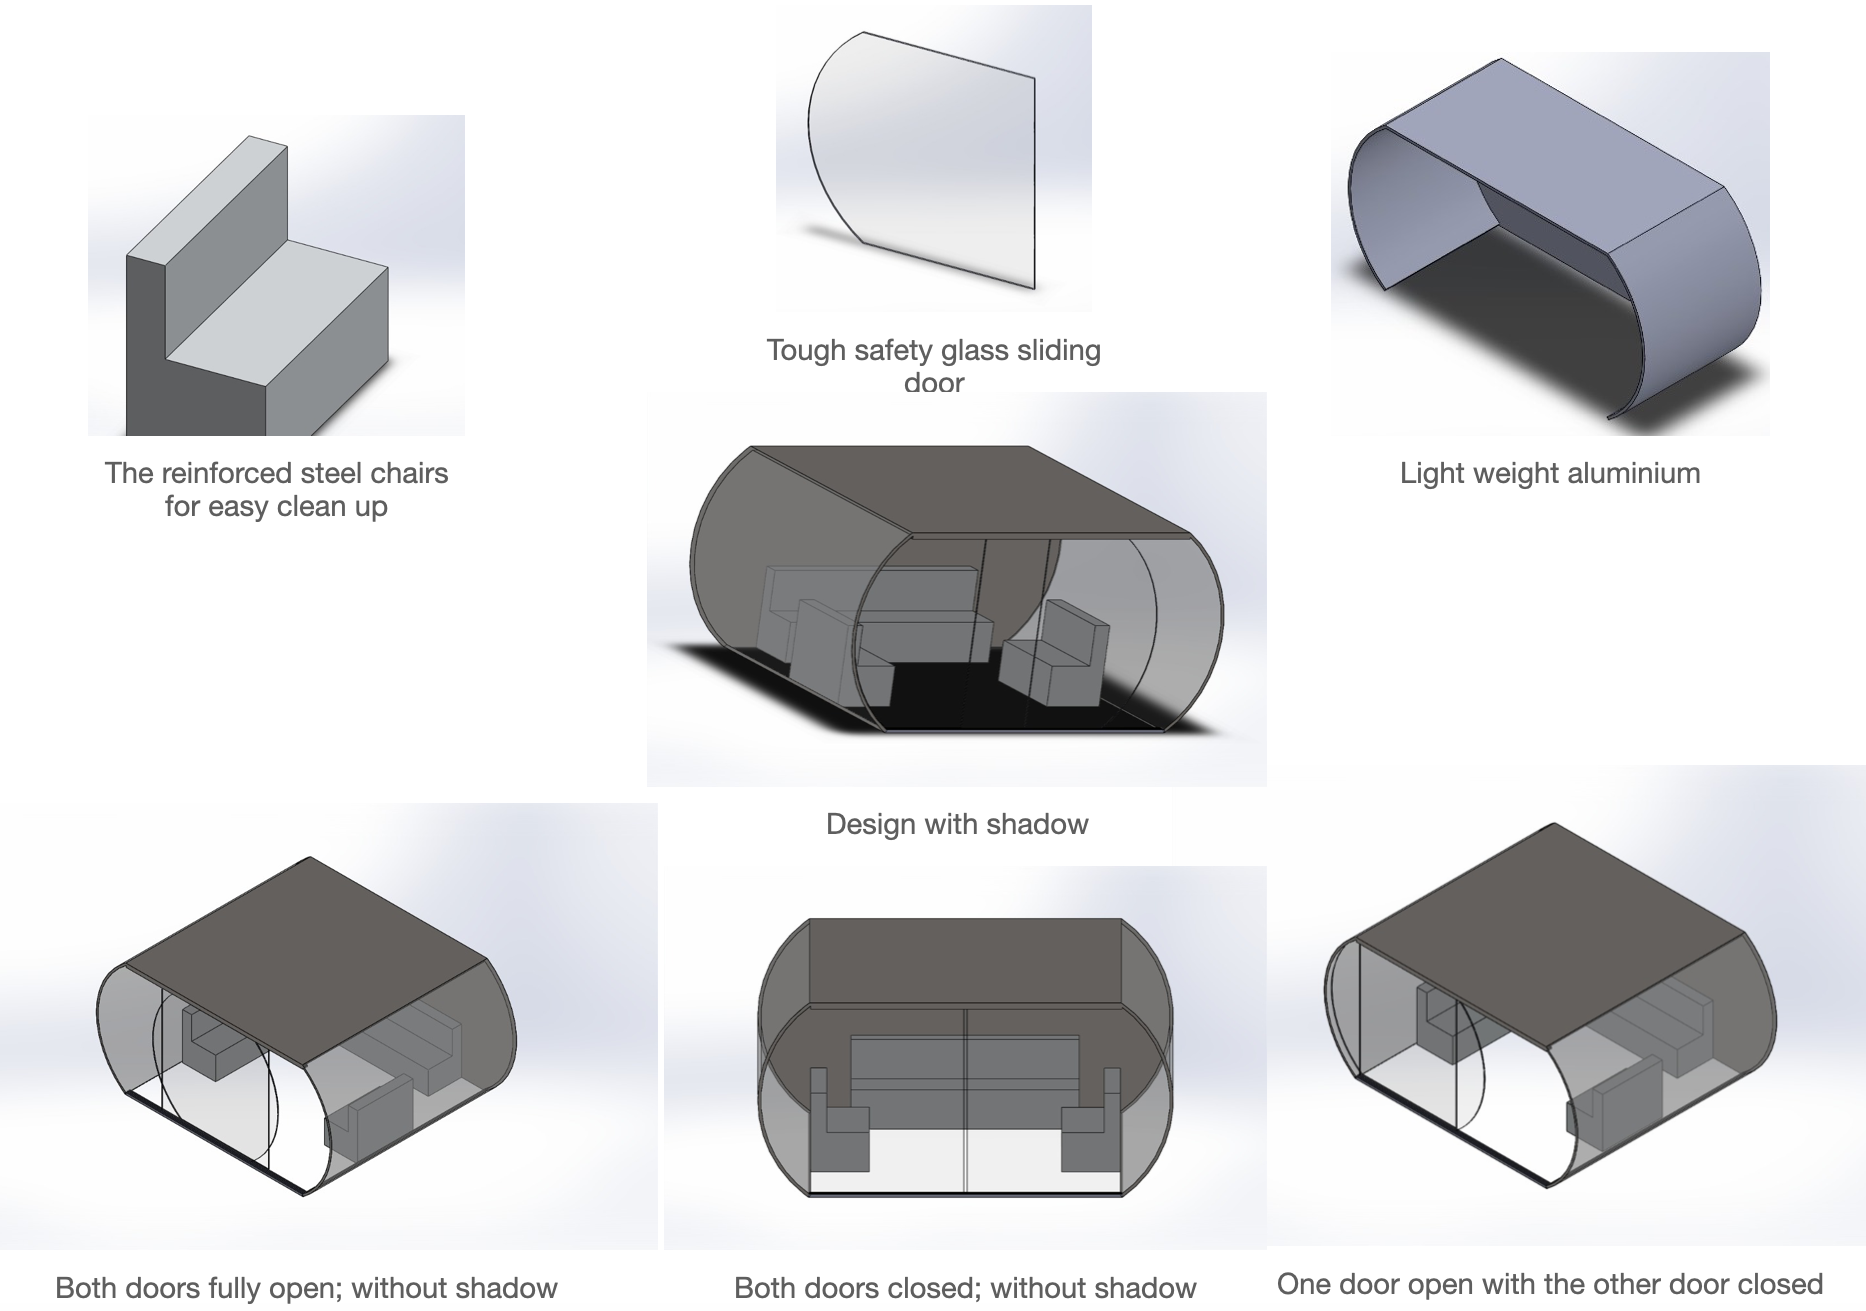 Tough safety glass sliding
door
The reinforced steel chairs
for easy clean up
Light weight aluminium
Design with shadow
Both doors fully open; without shadow
Both doors closed; without shadow
One door open with the other door closed